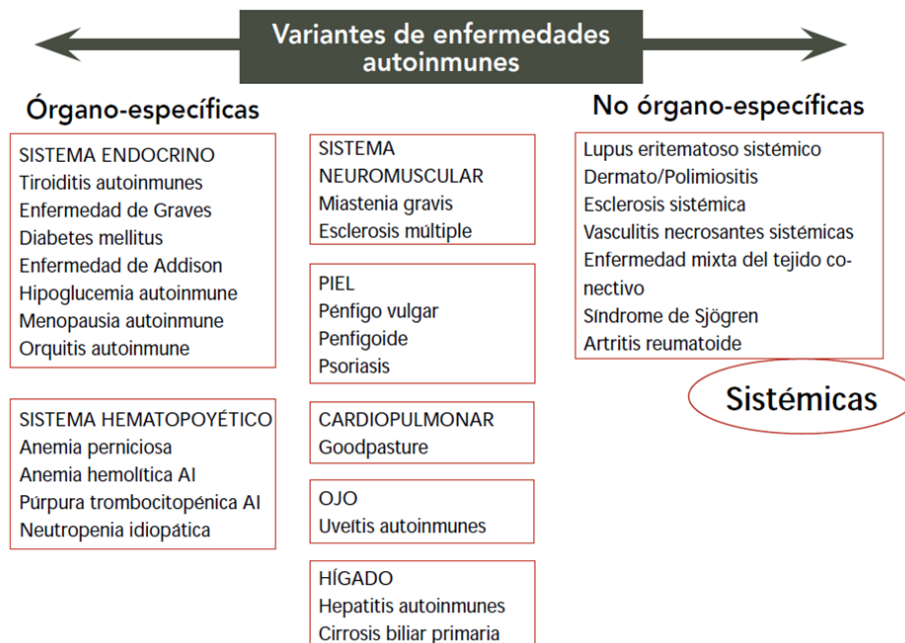 Variantes de enfermedades
autoinmunes
Órgano-específicas
SISTEMA ENDOCRINO
Tiroiditis autoinmunes
Enfermedad de Graves
Diabetes mellitus
Enfermedad de Addison
Hipoglucemia autoinmune
Menopausia autoinmune
Orquitis autoinmune
SISTEMA HEMATOPOYÉTICO
Anemia perniciosa
Anemia hemolítica AI
Púrpura trombocitopénica AI
Neutropenia idiopática
SISTEMA
NEUROMUSCULAR
Miastenia gravis
Esclerosis múltiple
PIEL
Pénfigo vulgar
Penfigoide
Psoriasis
CARDIOPULMONAR
Goodpasture
OJO
Uveítis autoinmunes
HÍGADO
Hepatitis autoinmunes
Cirrosis biliar primaria
No órgano-específicas
Lupus eritematoso sistémico
Dermato/Polimiositis
Esclerosis sistémica
Vasculitis necrosantes sistémicas
Enfermedad mixta del tejido co-
nectivo
Síndrome de Sjögren
Artritis reumatoide
Sistémicas